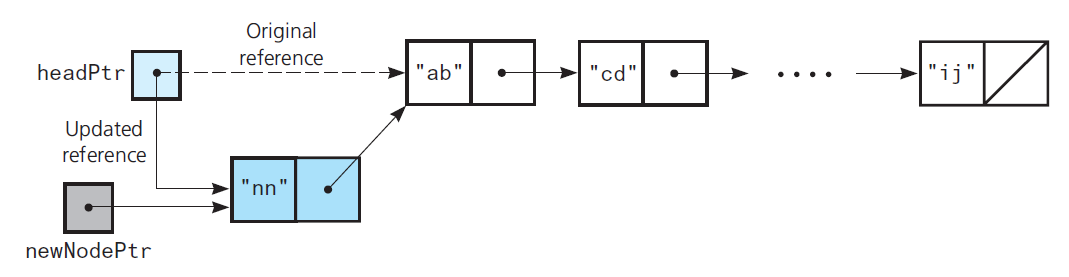 Original
reference
headPtr
"ab"
"cd"
"ij"
Updated
reference
"nn"
newNodePtr